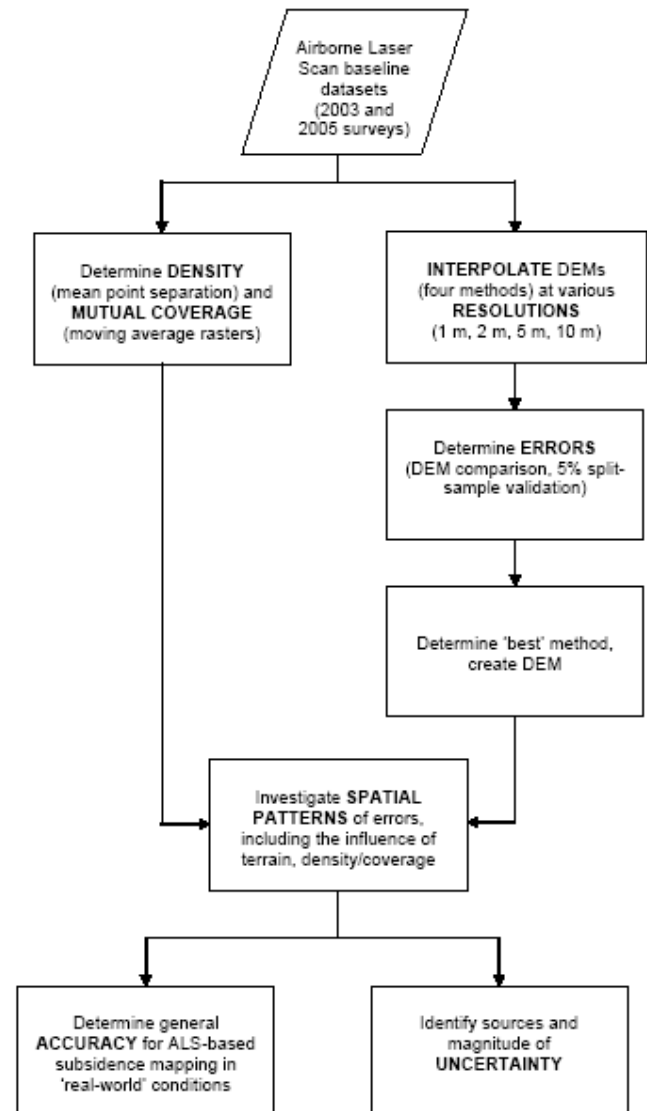 Airborne Laser
Scan baseline
datasets
(2003 and
2005 surveys)
Determine DENSITY
(mean point separation) and
MUTUAL COVERAGE
(moving average rasters)
INTERPOLATE DEMs
(four methods) at various
RESOLUTIONS
(1 m, 2 m, 5 m, 10 m)
Determine ERRORS
(DEM comparison, 5% split-
sample validation)
Determine 'best' method,
create DEM
Investigate SPATIAL
PATTERNS of errors,
including the influence of
terrain, density/coverage
Determine general
ACCURACY for ALS-based
subsidence mapping in
'real-world' conditions
Identify sources and
magnitude of
UNCERTAINTY